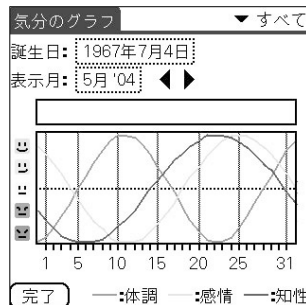 気分のグラフ ▼ すべて
誕生日: 1967年7月4日
表示月: 5月 '04
1 5 10 15 20 25 31
完了 —:体調 —:感情 —:知性